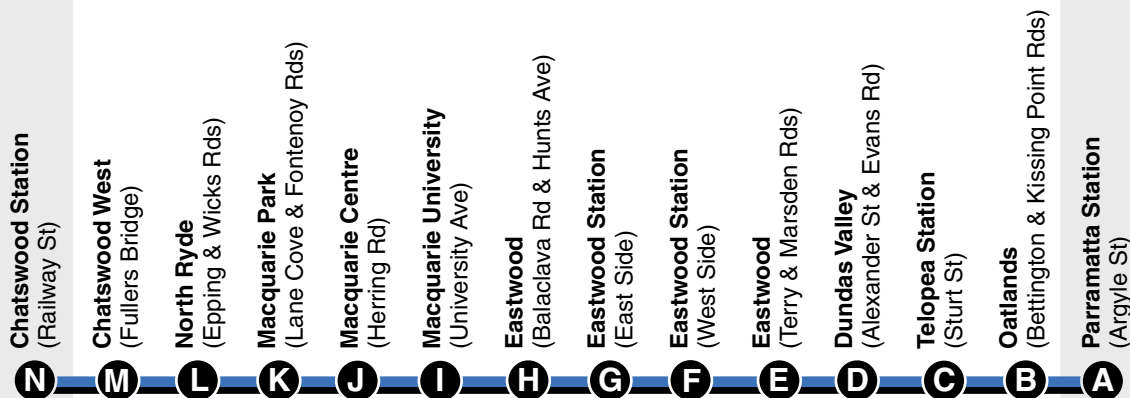 Chatswood Station
(Railway St)
Chatswood West
(Fullers Bridge)
North Ryde
(Epping & Wicks Rds)
Macquarie Park
(Lane Cove & Fontenoy Rds)
Macquarie Centre
(Herring Rd)
Macquarie University
(University Ave)
Eastwood
(Balaclava Rd & Hunts Ave)
Eastwood Station
(East Side)
Eastwood Station
(West Side)
Eastwood
(Terry & Marsden Rds)
Dundas Valley
(Alexander St & Evans Rd)
Telopea Station
(Sturt St)
Oatlands
(Bettington & Kissing Point Rds)
Parramatta Station
(Argyle St)
N M L K J I H G F E D C B A